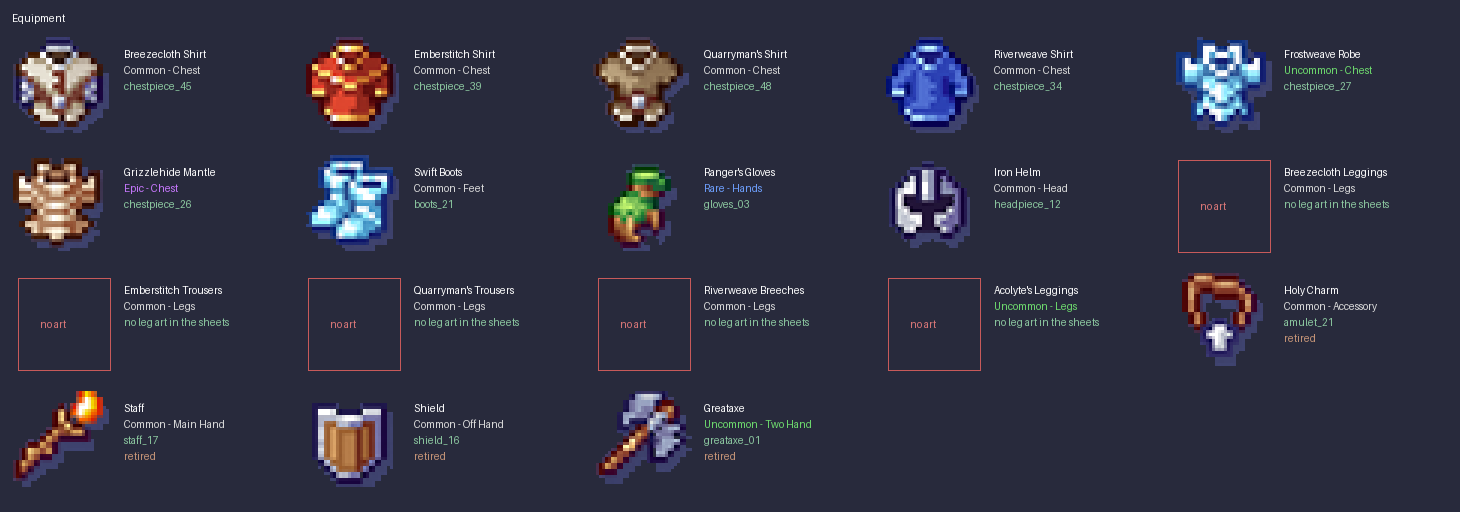 Equipment
Breezecloth Shirt
Common - Chest
chestpiece_45
Emberstitch Shirt
Common - Chest
chestpiece_39
Quarryman's Shirt
Common - Chest
chestpiece_48
Riverweave Shirt
Common - Chest
chestpiece_34
Frostweave Robe
Uncommon - Chest
chestpiece_27
Grizzlehide Mantle
Epic - Chest
chestpiece_26
Swift Boots
Common - Feet
boots_21
Ranger's Gloves
Rare - Hands
gloves_03
Iron Helm
Common - Head
headpiece_12
no art
Breezecloth Leggings
Common - Legs
no leg art in the sheets
no art
Emberstitch Trousers
Common - Legs
no leg art in the sheets
no art
Quarryman's Trousers
Common - Legs
no leg art in the sheets
no art
Riverweave Breeches
Common - Legs
no leg art in the sheets
no art
Acolyte's Leggings
Uncommon - Legs
no leg art in the sheets
Holy Charm
Common - Accessory
amulet_21
retired
Staff
Common - Main Hand
staff_17
retired
Shield
Common - Off Hand
shield_16
retired
Greataxe
Uncommon - Two Hand
greataxe_01
retired